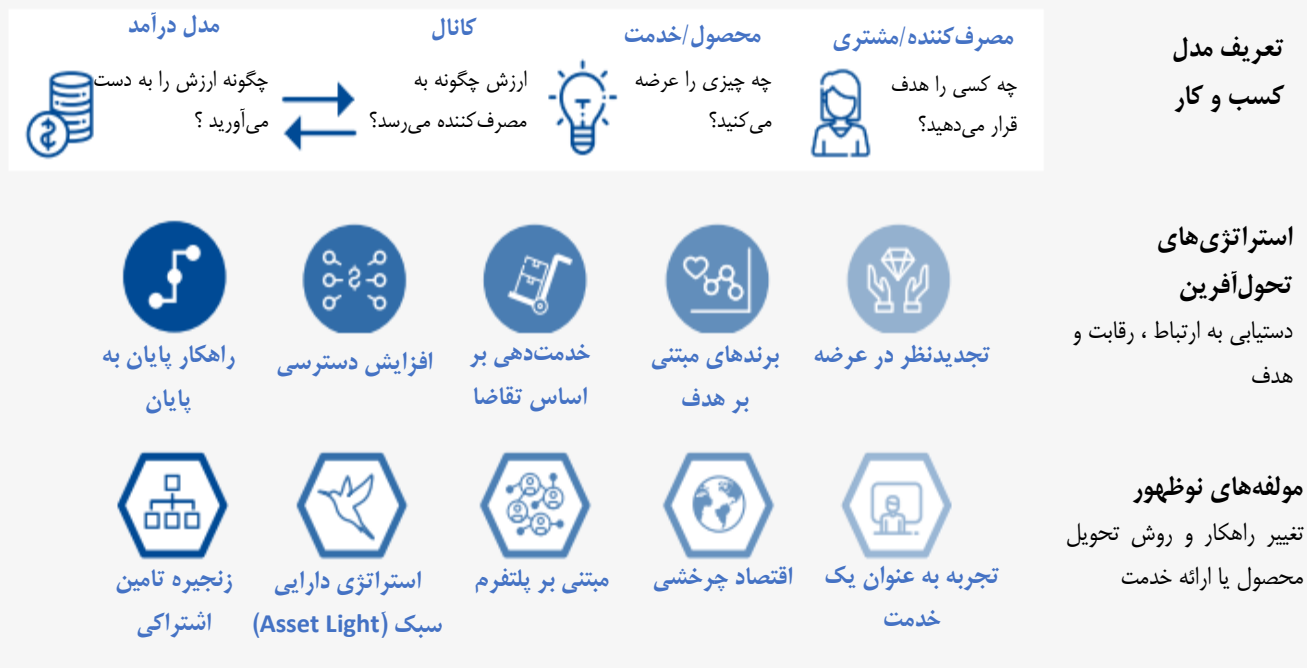 تعریف مدل
کسب و کار
مصرف‌کننده/مشتری
چه کسی را هدف
قرار می‌دهید؟
محصول/خدمت
چه چیزی را عرضه
می‌کنید؟
کانال
ارزش چگونه به
مصرف‌کننده می‌رسد؟
مدل درآمد
چگونه ارزش را به دست
می‌آورید ؟
استراتژی‌های
تحول‌آفرین
دستیابی به ارتباط ، رقابت و
هدف
تجدیدنظر در عرضه
برندهای مبتنی
بر هدف
خدمت‌دهی بر
اساس تقاضا
افزایش دسترسی
راهکار پایان به
پایان
مولفه‌های نوظهور
تغییر راهکار و روش تحویل
محصول یا ارائه خدمت
تجربه به عنوان یک
خدمت
اقتصاد چرخشی
مبتنی بر پلتفرم
استراتژی دارایی
سبک (Asset Light)
زنجیره تامین
اشتراکی